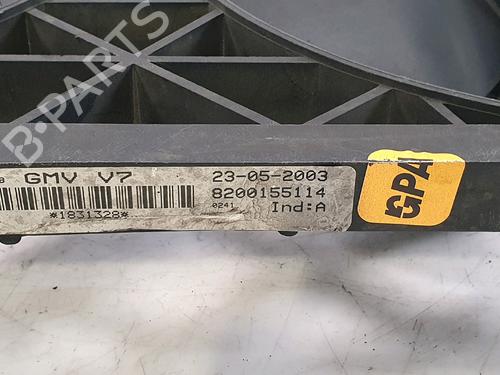 B-PARTS
GMV V7 23-05-2003
8200155114
*1831328* 0241 Ind:A
GPA